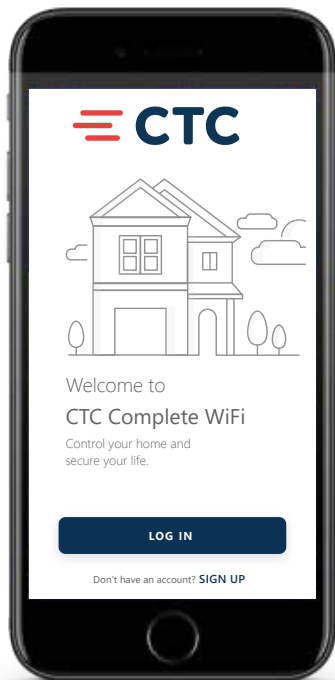 CTC
Welcome to
CTC Complete WiFi
Control your home and
secure your life.
LOG IN
Don't have an account? SIGN UP